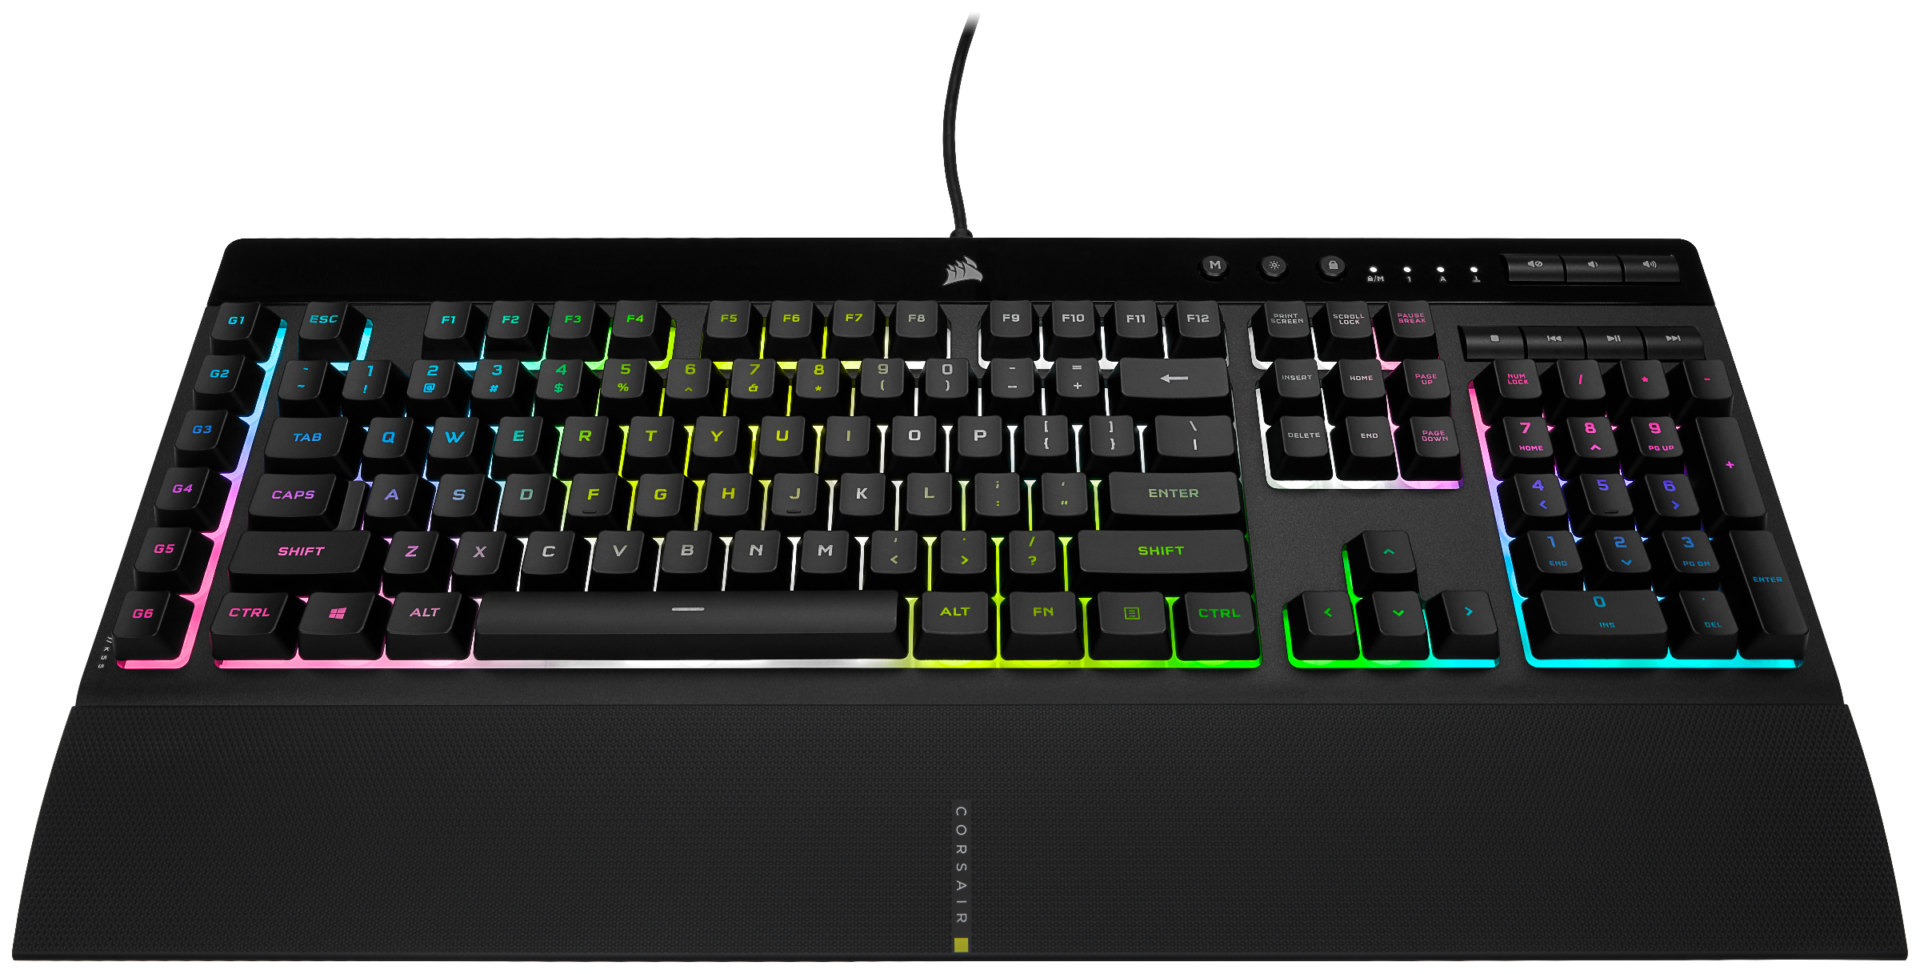 M
🔒/M 1 A
G1 ESC F1 F2 F3 F4 F5 F6 F7 F8 F9 F10 F11 F12 PRINT SCREEN SCROLL LOCK PAUSE BREAK
G2 ` ~ 1 ! 2 @ 3 # 4 $ 5 % 6 ^ 7 & 8 * 9 ( 0 ) - _ = + ← INSERT HOME PAGE UP NUM LOCK / * -
G3 TAB Q W E R T Y U I O P [ { ] } \ | DELETE END PAGE DOWN 7 HOME 8 ^ 9 PG UP +
G4 CAPS A S D F G H J K L ; : ' " ENTER 4 < 5 6 >
G5 SHIFT Z X C V B N M , < . > / ? SHIFT ^ 1 END 2 ˅ 3 PG DN ENTER
G6 CTRL ALT ALT FN CTRL < ˅ > 0 INS . DEL
CORSAIR